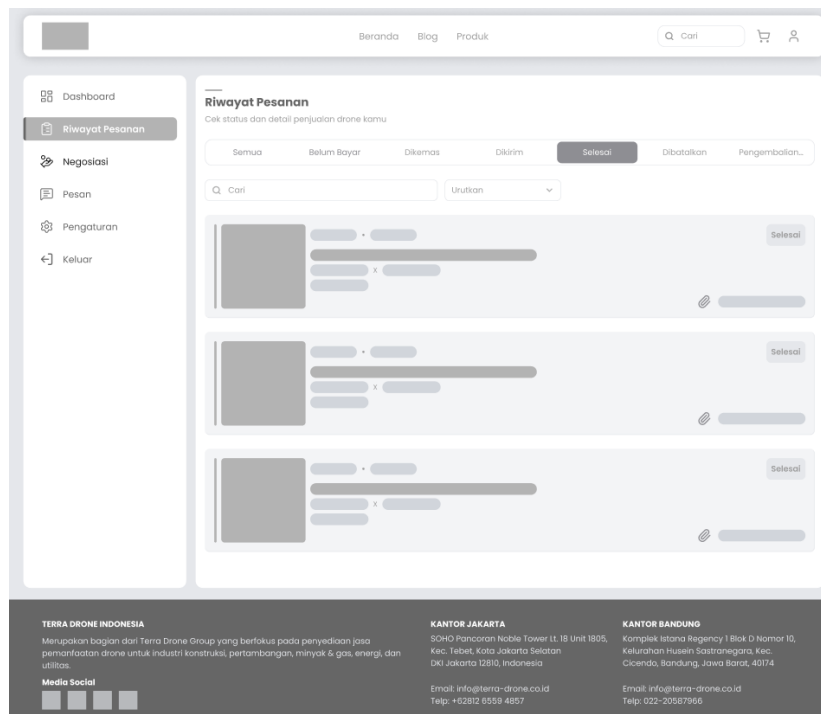 Beranda Blog Produk Cari
Dashboard
Riwayat Pesanan
Negosiasi
Pesan
Pengaturan
Keluar
Riwayat Pesanan
Cek status dan detail penjualan drone kamu
Semua Belum Bayar Dikemas Dikirim Selesai Dibatalkan Pengembalian...
Cari Urutkan
Selesai
x
Selesai
x
Selesai
x
TERRA DRONE INDONESIA
Merupakan bagian dari Terra Drone Group yang berfokus pada penyediaan jasa
pemanfaatan drone untuk industri konstruksi, pertambangan, minyak & gas, energi, dan
utilitas.
Media Social
KANTOR JAKARTA
SOHO Pancoran Noble Tower Lt. 18 Unit 1805,
Kec. Tebet, Kota Jakarta Selatan
DKI Jakarta 12810, Indonesia
Email: info@terra-drone.co.id
Telp: +62812 6559 4857
KANTOR BANDUNG
Komplek Istana Regency 1 Blok D Nomor 10,
Kelurahan Husein Sastranegara, Kec.
Cicendo, Bandung, Jawa Barat, 40174
Email: info@terra-drone.co.id
Telp: 022-20587966